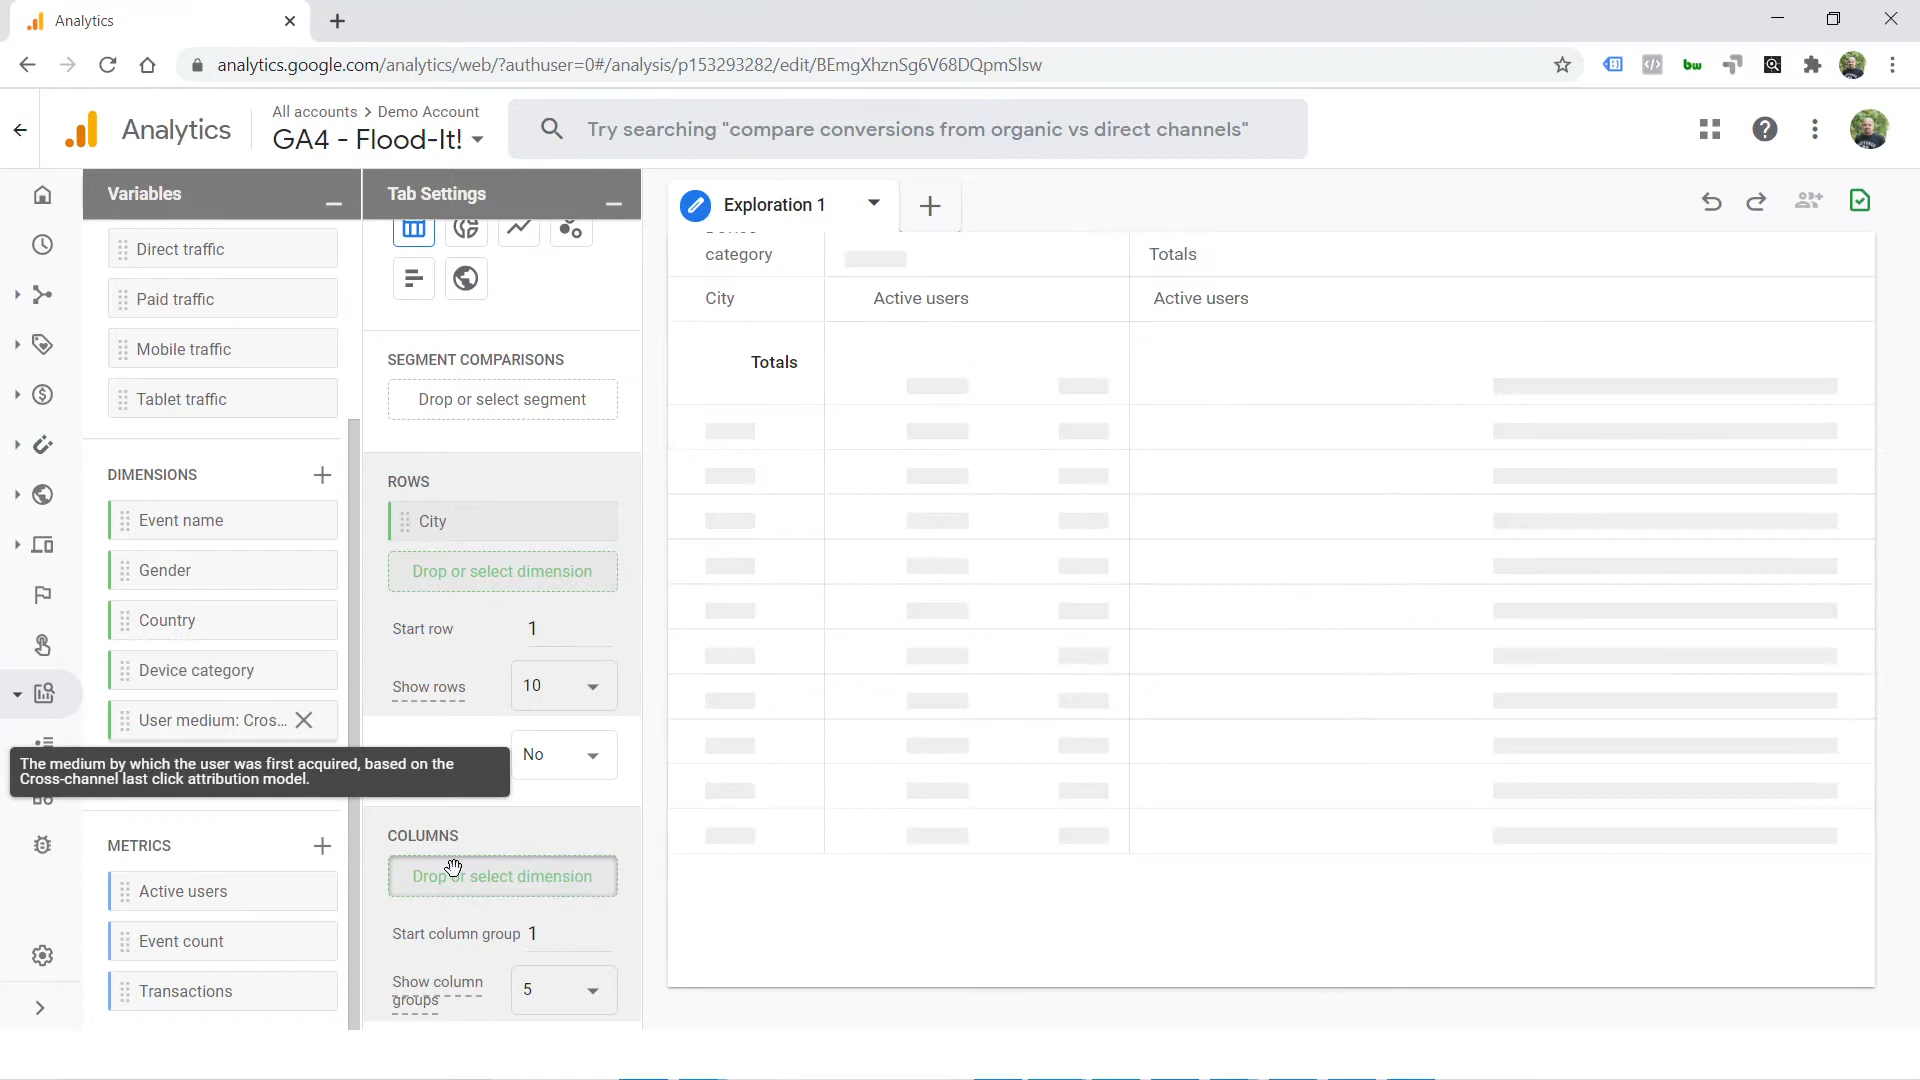 Analytics
analytics.google.com/analytics/web/?authuser=0#/analysis/p153293282/edit/BEmgXhznSg6V68DQpmSlsw
bw
Analytics
All accounts > Demo Account
GA4 - Flood-It!
Try searching "compare conversions from organic vs direct channels"
Variables
Direct traffic
Paid traffic
Mobile traffic
Tablet traffic
DIMENSIONS
Event name
Gender
Country
Device category
User medium: Cros...
The medium by which the user was first acquired, based on the
Cross-channel last click attribution model.
METRICS
Active users
Event count
Transactions
Tab Settings
SEGMENT COMPARISONS
Drop or select segment
ROWS
City
Drop or select dimension
Start row 1
Show rows 10
No
COLUMNS
Drop or select dimension
Start column group 1
Show column
groups
5
Exploration 1
category
Totals
City
Active users
Active users
Totals